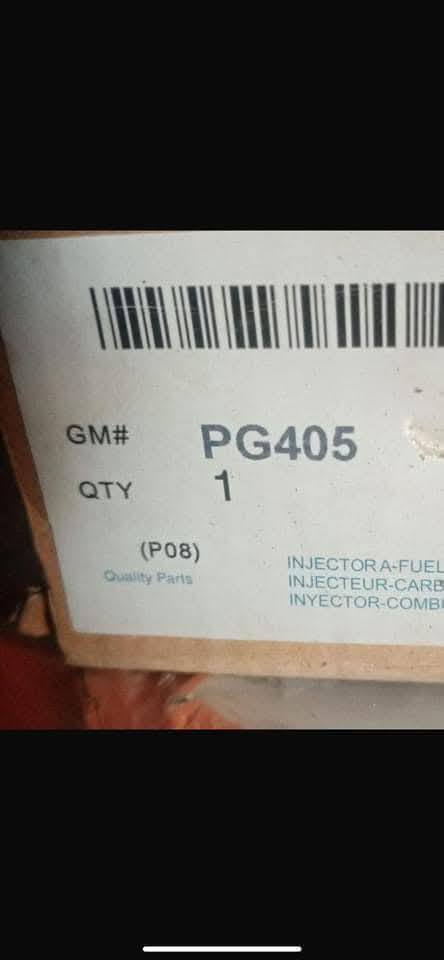 GM# PG405
QTY 1
(P08)
Quality Parts
INJECTOR A-FUEL
INJECTEUR-CARB
INYECTOR-COMB